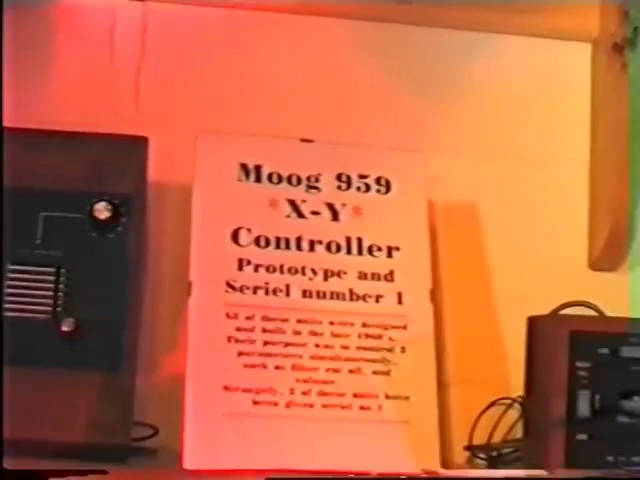 Moog 959
*X-Y*
Controller
Prototype and
Seriel number 1
All of these units were designed
and built in the late 1960's.
Their purpose was to control 2
parameters simultaneously,
such as filter cut off, and
volume.
Strangely, 2 of these units have
been given seriel no.1